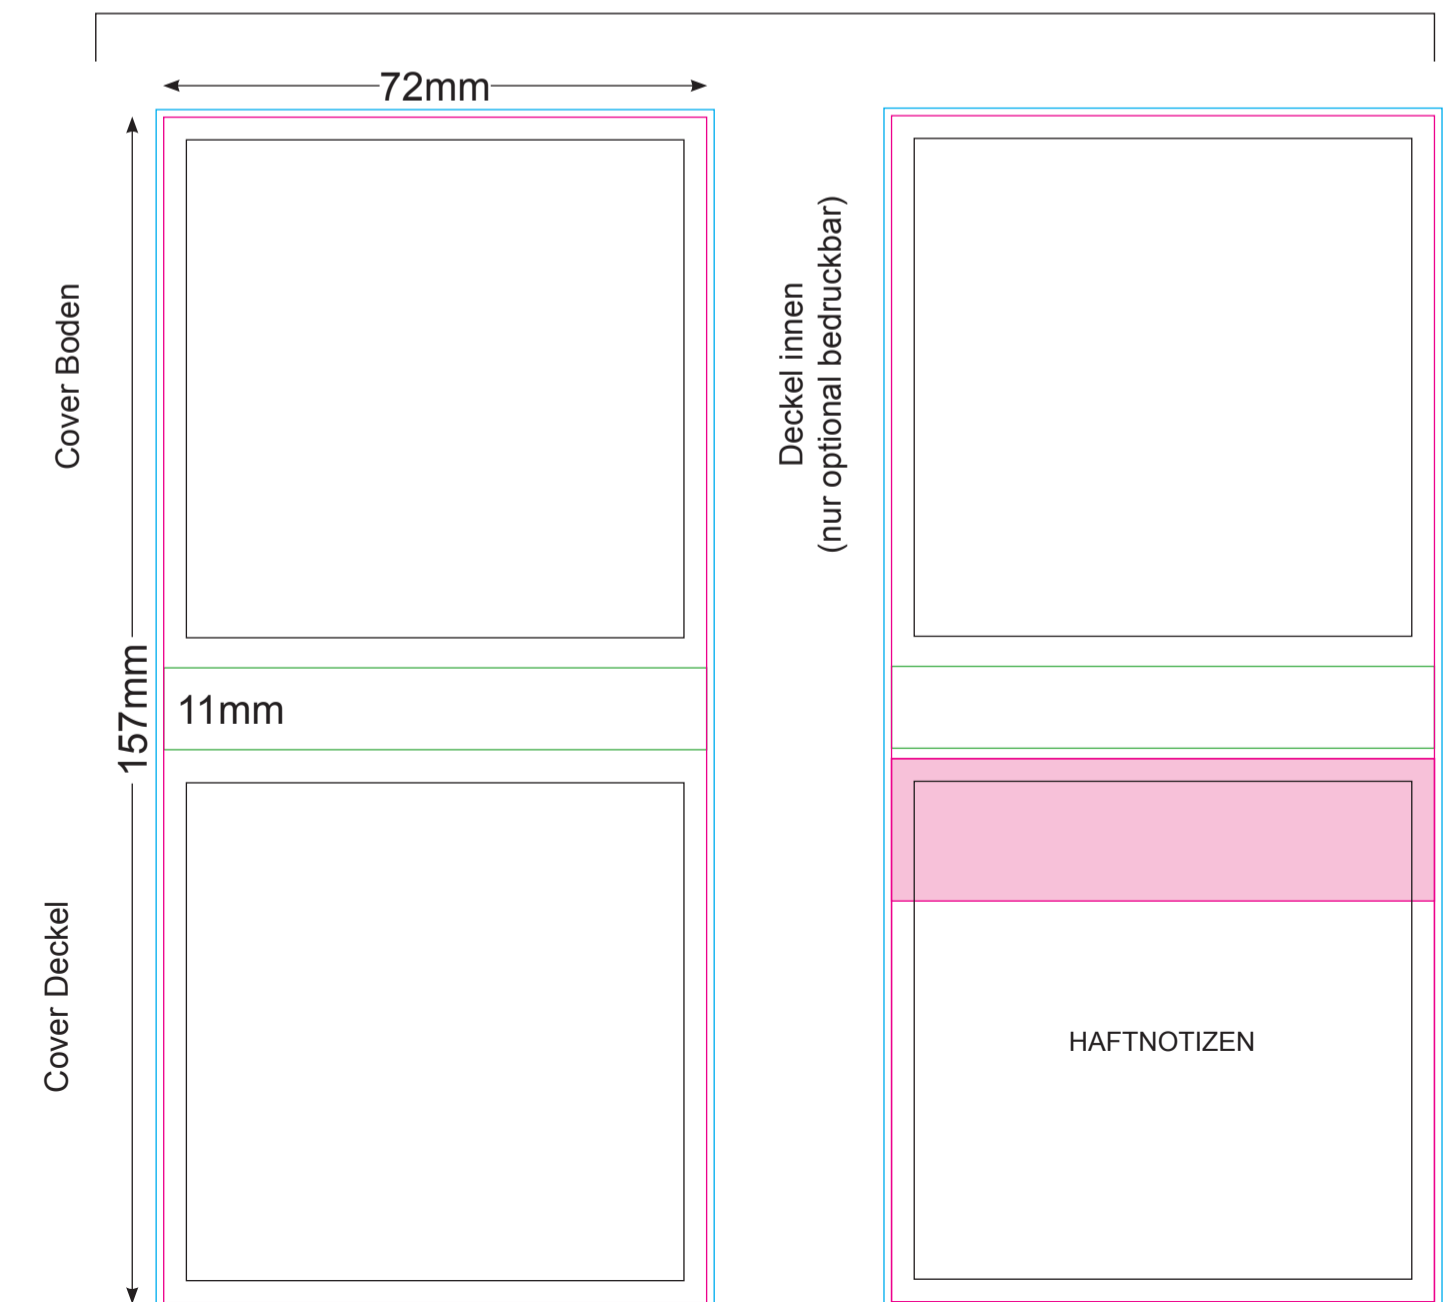 72mm
Cover Boden
157mm
11mm
Cover Deckel
Deckel innen
(nur optional bedruckbar)
HAFTNOTIZEN